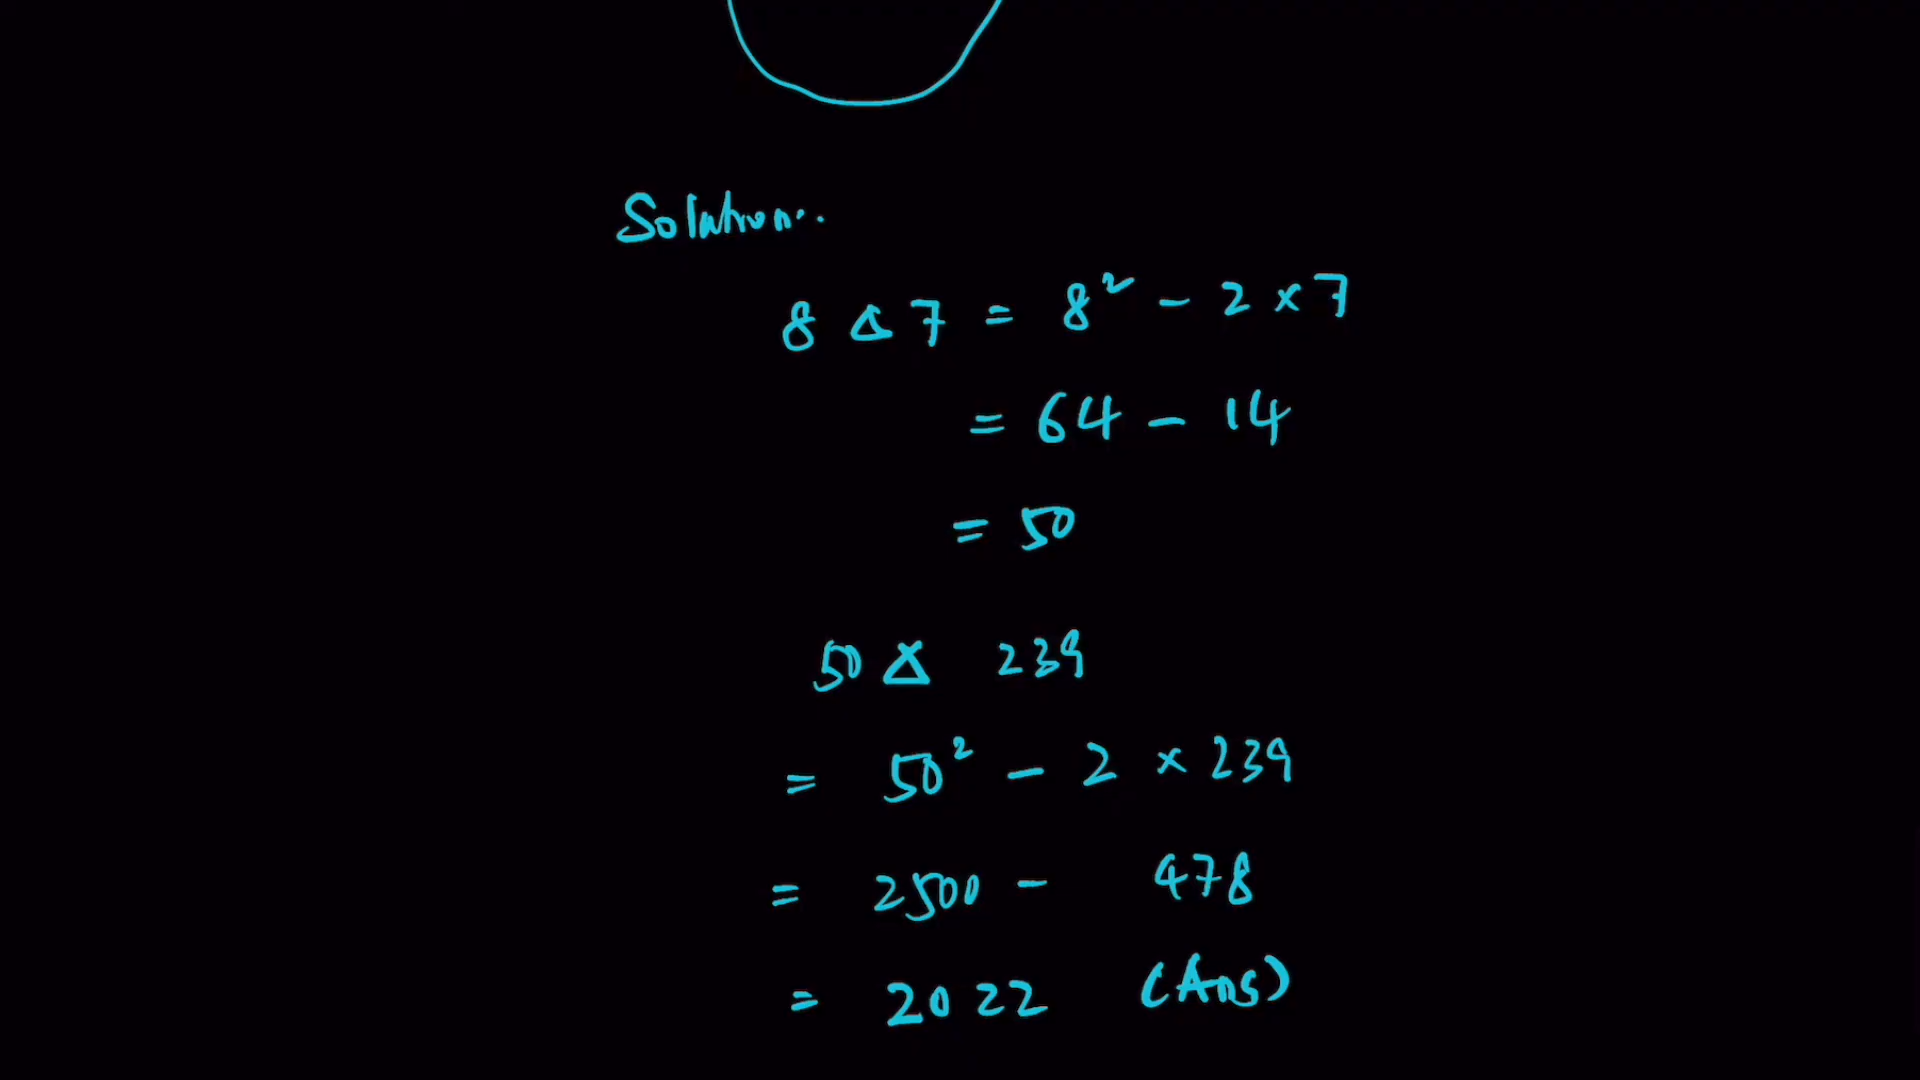 Solution:.
8 Δ 7 = 8² - 2 × 7
= 64 - 14
= 50
50 Δ 239
= 50² - 2 × 239
= 2500 - 478
= 2022 (Ans)